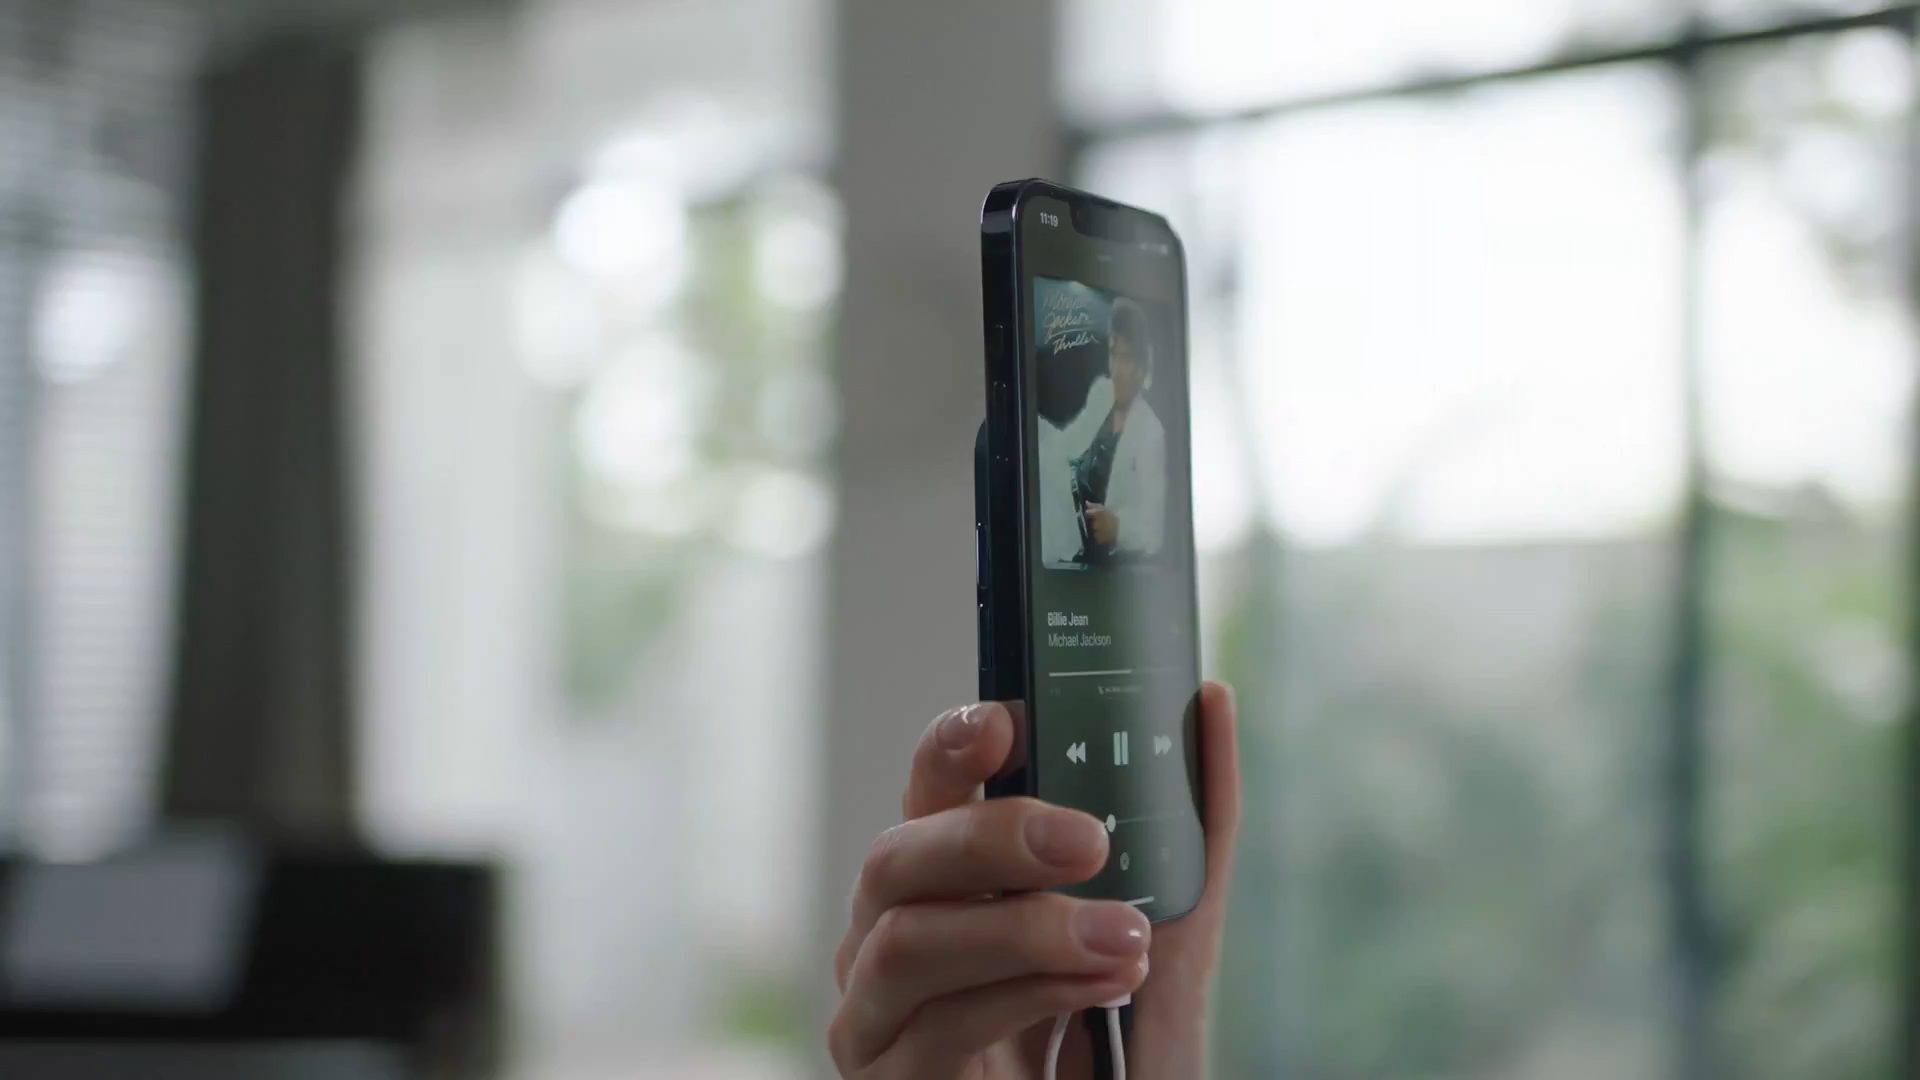 11:19
Michael
Jackson
Thriller
Billie Jean
Michael Jackson